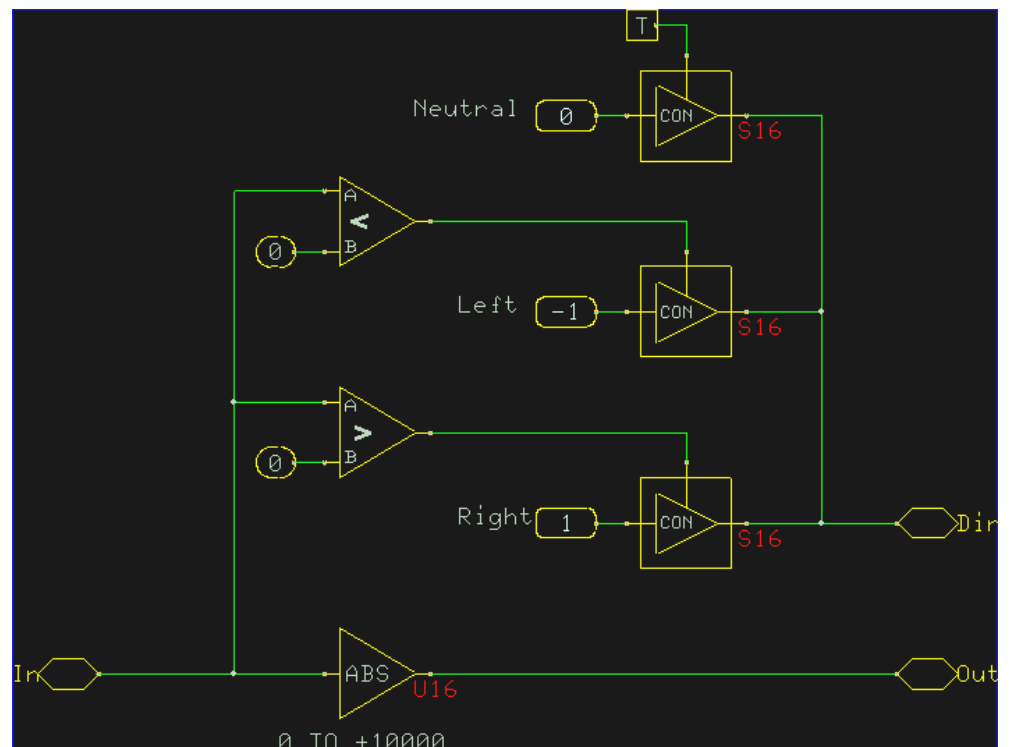 T
Neutral 0 CON
S16
A
<
0 B
Left -1 CON
S16
A
>
0 B
Right 1 CON
S16
Dir
In ABS Out
U16
0 TO +10000